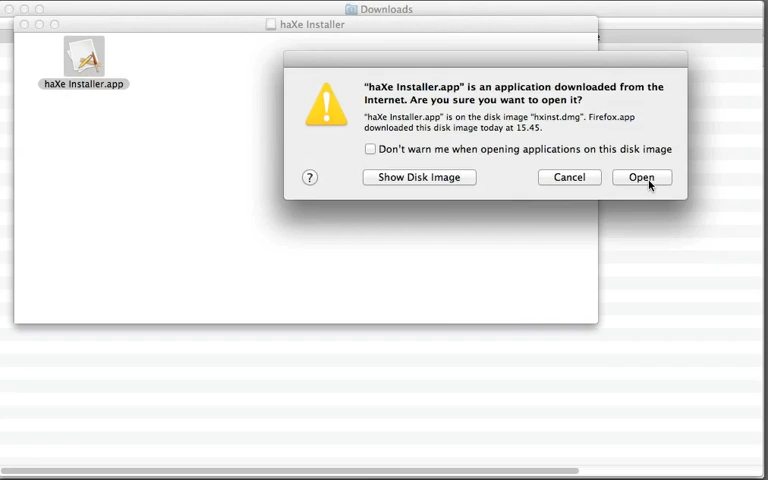 Downloads
haXe Installer
haXe Installer.app
"haXe Installer.app" is an application downloaded from the
Internet. Are you sure you want to open it?
"haXe Installer.app" is on the disk image "hxinst.dmg". Firefox.app
downloaded this disk image today at 15.45.
Don't warn me when opening applications on this disk image
?
Show Disk Image
Cancel
Open